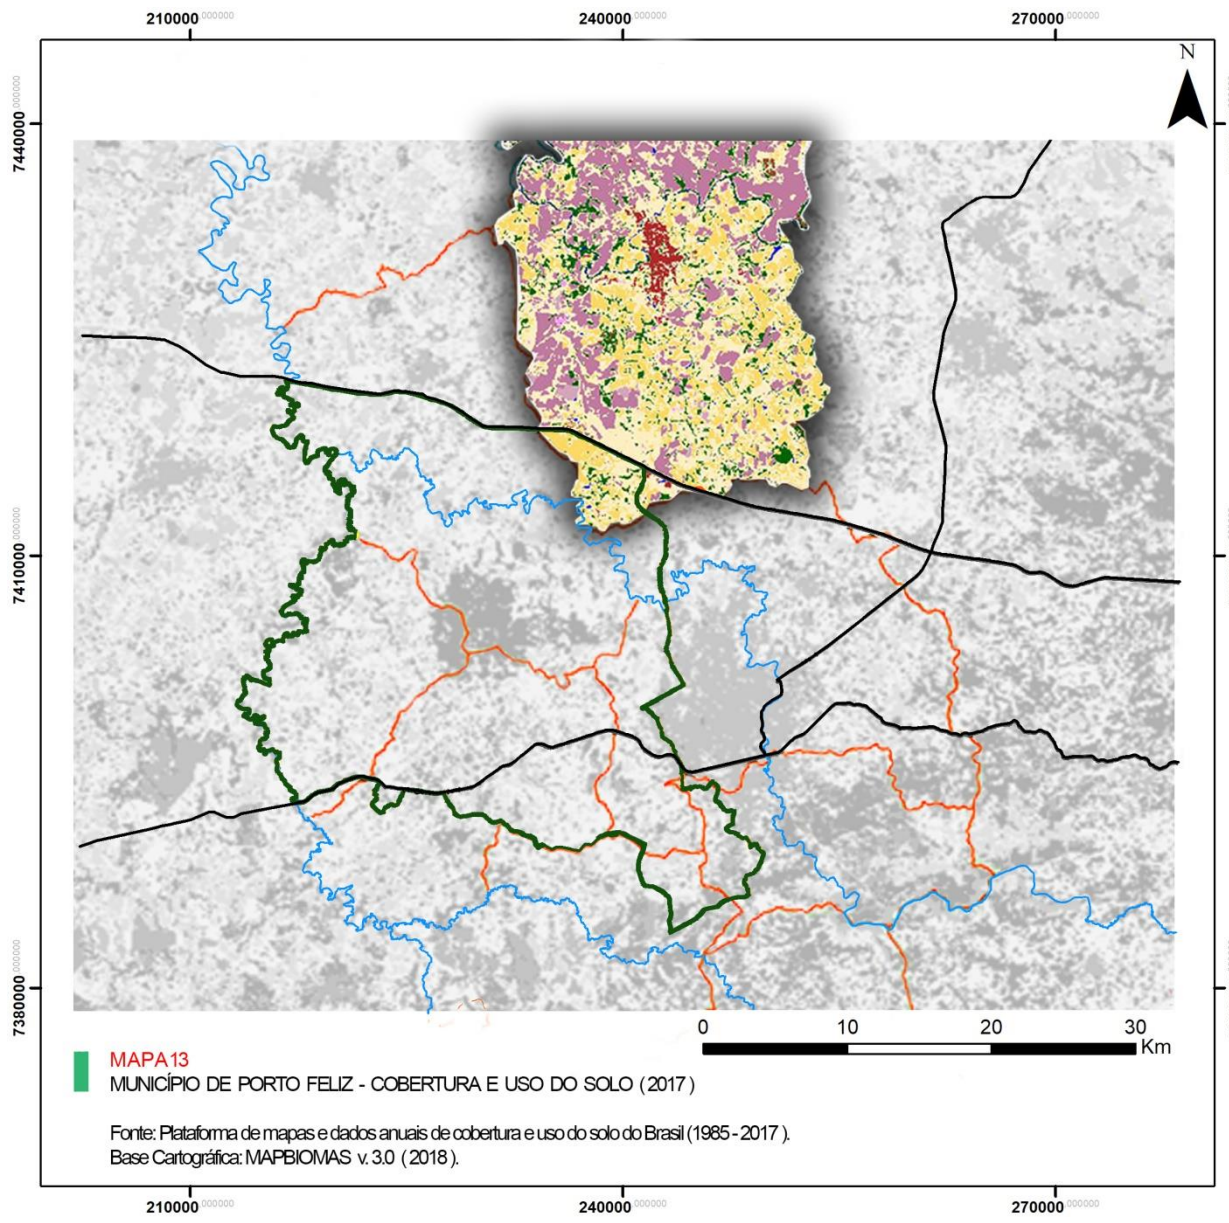 210000,000000 240000,000000 270000,000000
N
7440000,000000
7410000,000000
7380000,000000
0 10 20 30
Km
MAPA13
MUNICÍPIO DE PORTO FELIZ - COBERTURA E USO DO SOLO (2017)
Fonte: Plataforma de mapas e dados anuais de cobertura e uso do solo do Brasil (1985 - 2017 ).
Base Cartográfica: MAPBIOMAS v. 3.0 ( 2018 ).
210000,000000 240000,000000 270000,000000